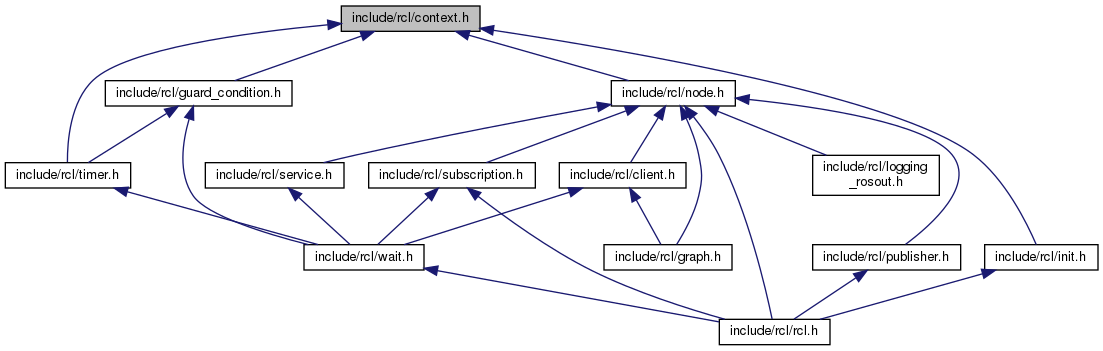 include/rcl/context.h
include/rcl/guard_condition.h
include/rcl/node.h
include/rcl/timer.h
include/rcl/service.h
include/rcl/subscription.h
include/rcl/client.h
include/rcl/logging
_rosout.h
include/rcl/wait.h
include/rcl/graph.h
include/rcl/publisher.h
include/rcl/init.h
include/rcl/rcl.h